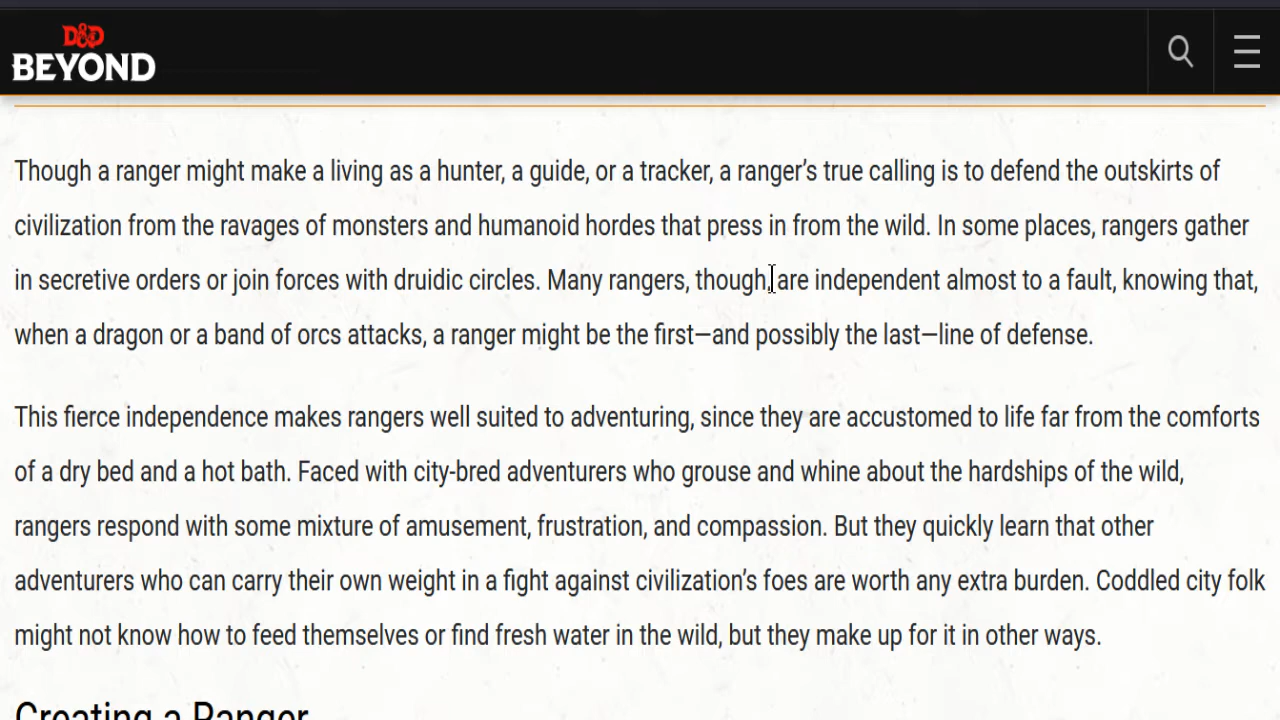 D&D
BEYOND
Though a ranger might make a living as a hunter, a guide, or a tracker, a ranger’s true calling is to defend the outskirts of
civilization from the ravages of monsters and humanoid hordes that press in from the wild. In some places, rangers gather
in secretive orders or join forces with druidic circles. Many rangers, though, are independent almost to a fault, knowing that,
when a dragon or a band of orcs attacks, a ranger might be the first—and possibly the last—line of defense.
This fierce independence makes rangers well suited to adventuring, since they are accustomed to life far from the comforts
of a dry bed and a hot bath. Faced with city-bred adventurers who grouse and whine about the hardships of the wild,
rangers respond with some mixture of amusement, frustration, and compassion. But they quickly learn that other
adventurers who can carry their own weight in a fight against civilization’s foes are worth any extra burden. Coddled city folk
might not know how to feed themselves or find fresh water in the wild, but they make up for it in other ways.
Creating a Ranger